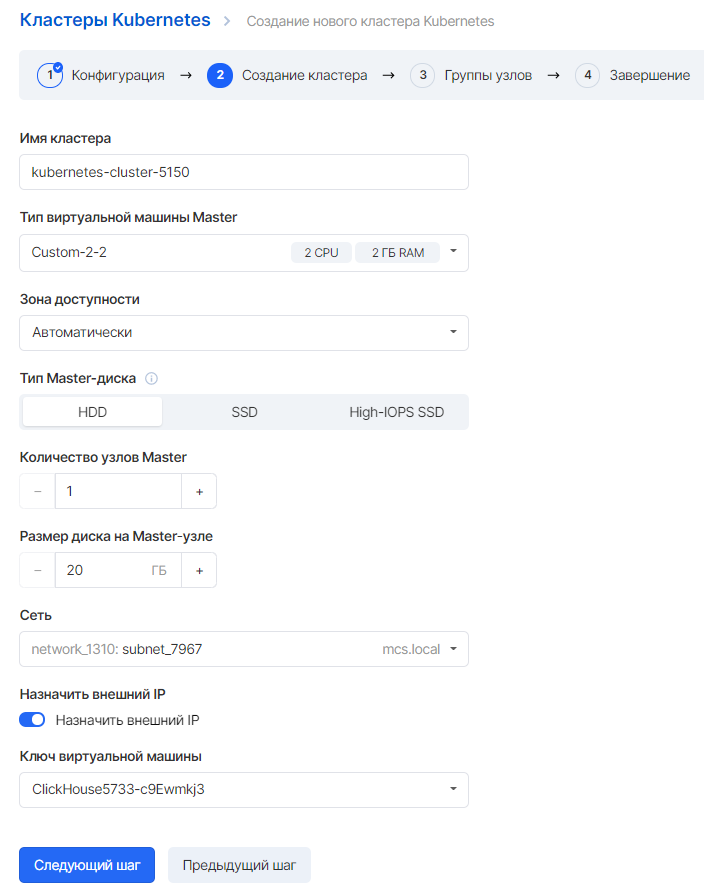 Кластеры Kubernetes > Создание нового кластера Kubernetes
1 Конфигурация → 2 Создание кластера → 3 Группы узлов → 4 Завершение
Имя кластера
kubernetes-cluster-5150
Тип виртуальной машины Master
Custom-2-2 2 CPU 2 ГБ RAM
Зона доступности
Автоматически
Тип Master-диска
HDD SSD High-IOPS SSD
Количество узлов Master
− 1 +
Размер диска на Master-узле
− 20 ГБ +
Сеть
network_1310: subnet_7967 mcs.local
Назначить внешний IP
Назначить внешний IP
Ключ виртуальной машины
ClickHouse5733-c9Ewmkj3
Следующий шаг Предыдущий шаг